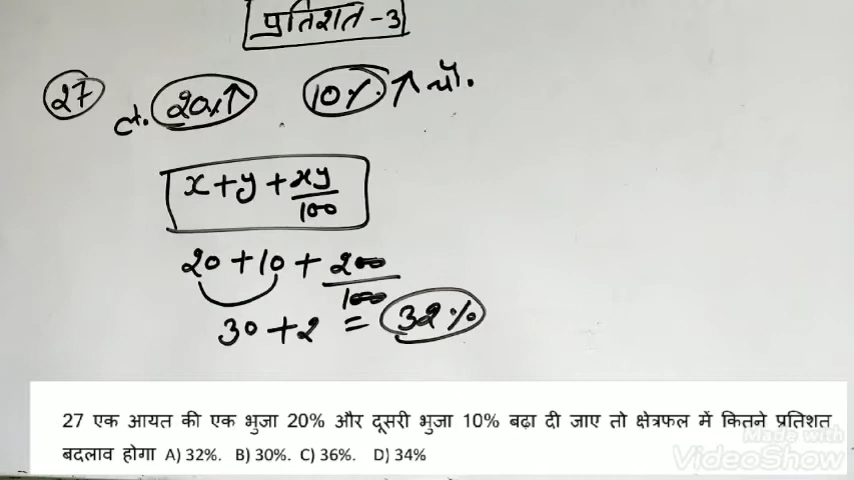 प्रतिशत-3
27 ल. 20% ↑ 10% ↑ चौ.
x+y+xy/100
20+10+200/100
30+2 = 32%
27 एक आयत की एक भुजा 20% और दूसरी भुजा 10% बढ़ा दी जाए तो क्षेत्रफल में कितने प्रतिशत
बदलाव होगा A) 32%. B) 30%. C) 36%. D) 34%
Made with
VideoShow